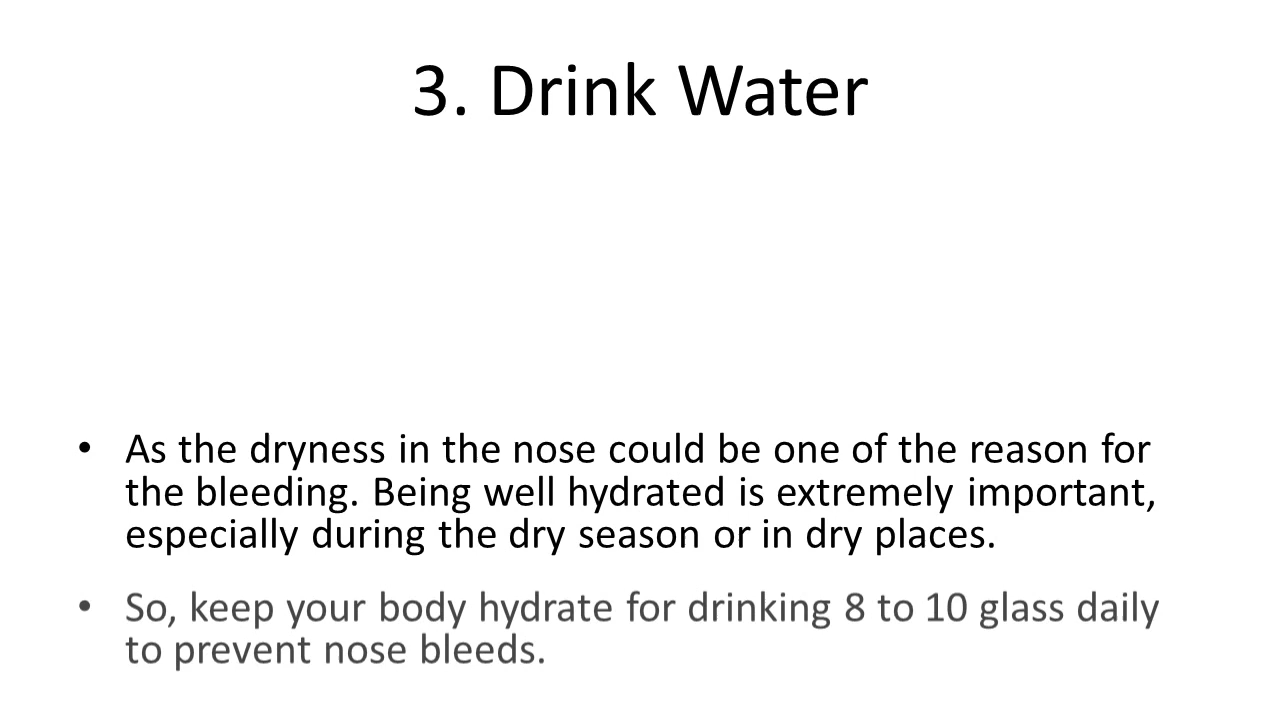 3. Drink Water
• As the dryness in the nose could be one of the reason for
the bleeding. Being well hydrated is extremely important,
especially during the dry season or in dry places.
• So, keep your body hydrate for drinking 8 to 10 glass daily
to prevent nose bleeds.